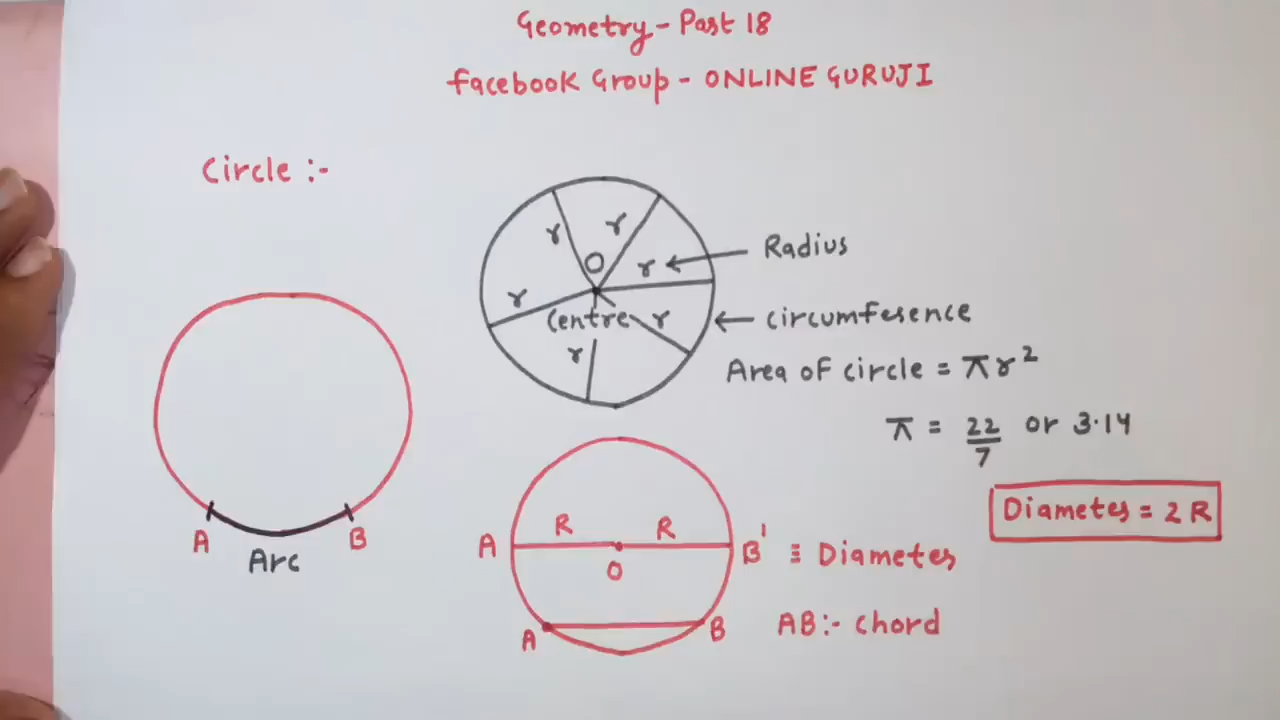 Geometry - Part 18
Facebook Group - ONLINE GURUJI
Circle :-
r
r
O
r
Radius
r
Centre
r
r
circumference
Area of circle = πr²
π = 22/7 or 3.14
Diameter = 2R
A
B
Arc
A
R
R
B'
≡ Diameter
O
A
B
AB:- chord